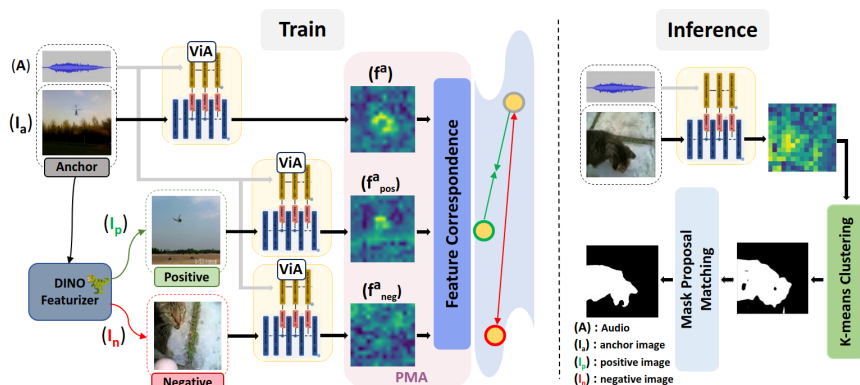 Train
Inference
(A)
ViA
(Iₐ)
Anchor
(fᵃ)
(Iₚ)
Positive
ViA
(fᵃpos)
DINO
Featurizer
(Iₙ)
Negative
ViA
(fᵃneg)
PMA
Feature Correspondence
K-means Clustering
Mask Proposal
Matching
(A) : Audio
(Iₐ) : anchor image
(Iₚ) : positive image
(Iₙ) : negative image